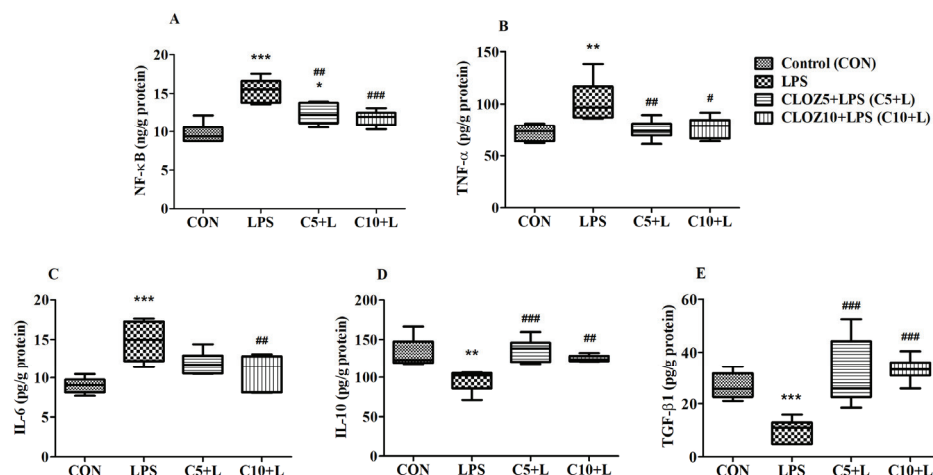 A
NF-κB (ng/g protein)
20
15
10
5
***
##
*
###
CON LPS C5+L C10+L
B
TNF-α (pg/g protein)
150
100
50
0
**
##
#
CON LPS C5+L C10+L
Control (CON)
LPS
CLOZ5+LPS (C5+L)
CLOZ10+LPS (C10+L)
C
IL-6 (pg/g protein)
20
15
10
5
0
***
##
CON LPS C5+L C10+L
D
IL-10 (pg/g protein)
200
150
100
50
0
**
###
##
CON LPS C5+L C10+L
E
TGF-β1 (pg/g protein)
60
40
20
0
***
###
###
CON LPS C5+L C10+L